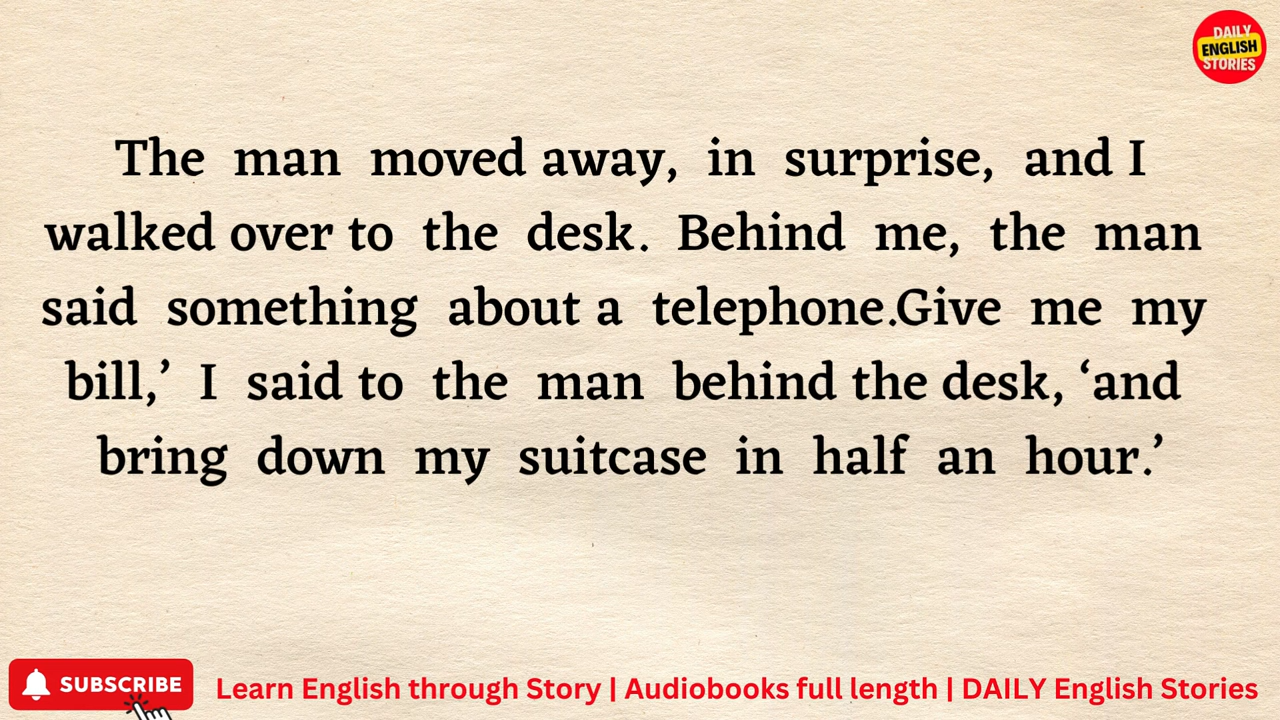 DAILY
ENGLISH
STORIES
The man moved away, in surprise, and I
walked over to the desk. Behind me, the man
said something about a telephone.Give me my
bill,’ I said to the man behind the desk, ‘and
bring down my suitcase in half an hour.’
SUBSCRIBE
Learn English through Story | Audiobooks full length | DAILY English Stories